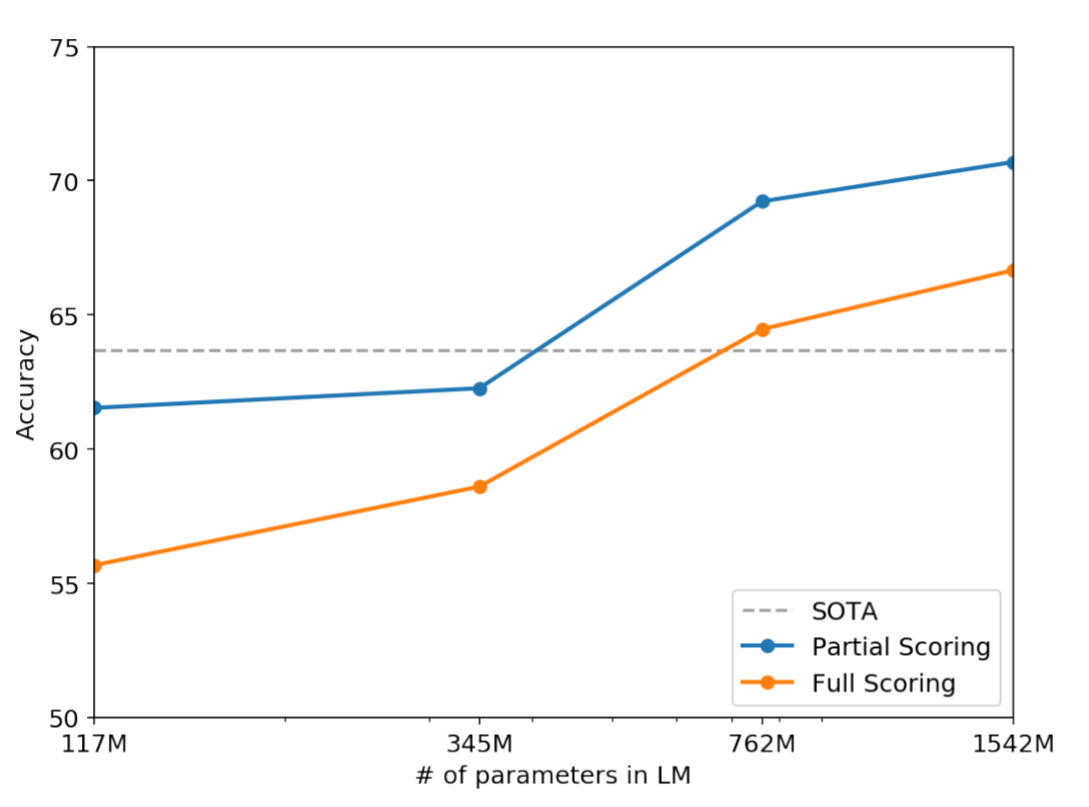 75
70
65
60
55
50
Accuracy
117M 345M 762M 1542M
# of parameters in LM
SOTA
Partial Scoring
Full Scoring